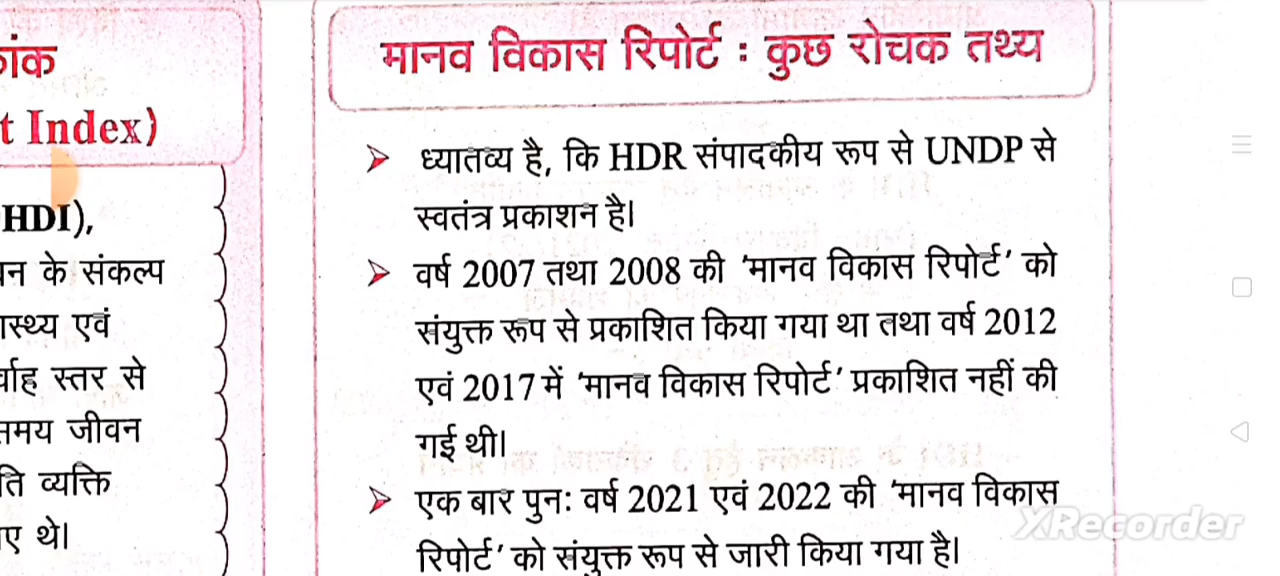 t Index)
HDI),
के संकल्प
एवं
स्तर से
जीवन
व्यक्ति
थे।
मानव विकास रिपोर्ट : कुछ रोचक तथ्य
➤ ध्यातव्य है, कि HDR संपादकीय रूप से UNDP से
स्वतंत्र प्रकाशन है।
➤ वर्ष 2007 तथा 2008 की 'मानव विकास रिपोर्ट' को
संयुक्त रूप से प्रकाशित किया गया था तथा वर्ष 2012
एवं 2017 में 'मानव विकास रिपोर्ट' प्रकाशित नहीं की
गई थी।
➤ एक बार पुनः वर्ष 2021 एवं 2022 की 'मानव विकास
रिपोर्ट' को संयुक्त रूप से जारी किया गया है।
XRecorder